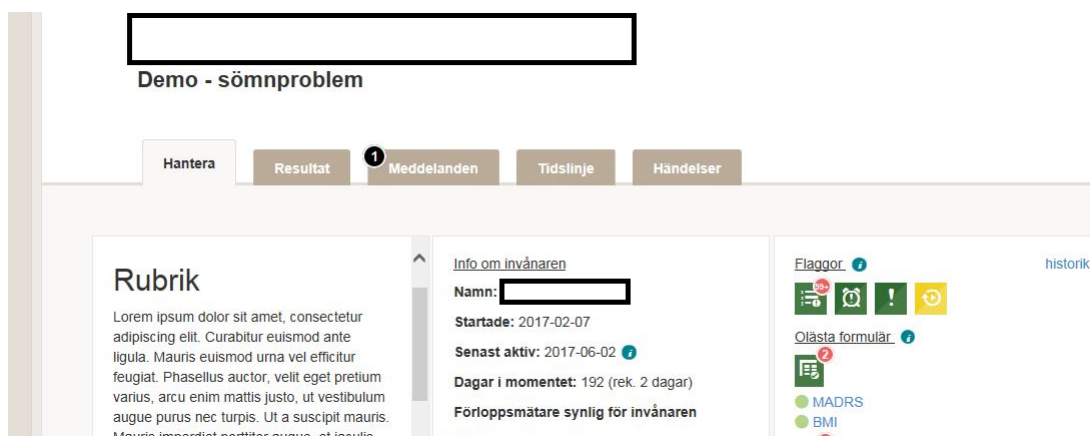 Demo - sömnproblem
Hantera
Resultat
1
Meddelanden
Tidslinje
Händelser
Rubrik
Lorem ipsum dolor sit amet, consectetur
adipiscing elit. Curabitur euismod ante
ligula. Mauris euismod urna vel efficitur
feugiat. Phasellus auctor, velit eget pretium
varius, arcu enim mattis justo, ut vestibulum
augue purus nec turpis. Ut a suscipit mauris.
Info om invånaren
Namn:
Startade: 2017-02-07
Senast aktiv: 2017-06-02 i
Dagar i momentet: 192 (rek. 2 dagar)
Förloppsmätare synlig för invånaren
Flaggor i
historik
99+
Olästa formulär i
2
MADRS
BMI